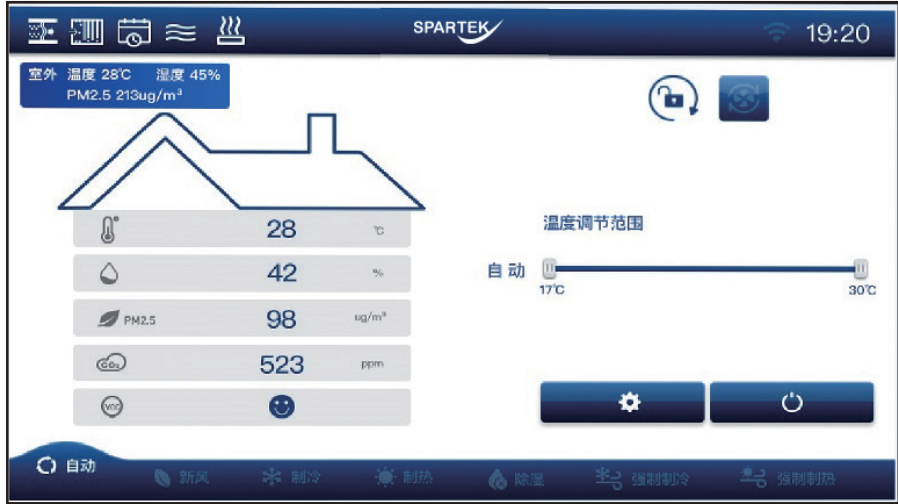 SPARTEK
19:20
室外 温度 28℃ 湿度 45%
PM2.5 213ug/m³
28 ℃
42 %
PM2.5 98 ug/m³
CO₂ 523 ppm
VOC
温度调节范围
自动
17℃ 30℃
自动 新风 制冷 制热 除湿 强制制冷 强制制热